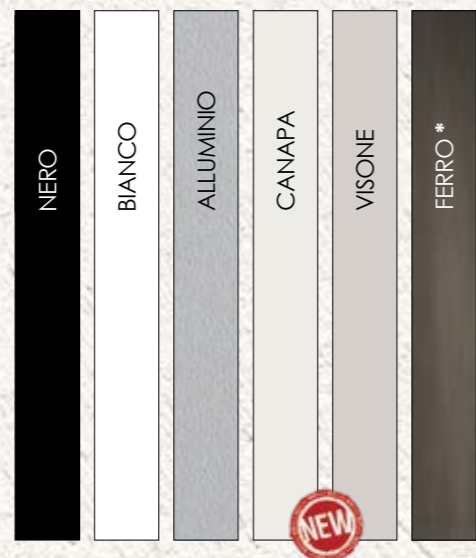 NERO
BIANCO
ALLUMINIO
CANAPA
VISONE
FERRO *
NEW